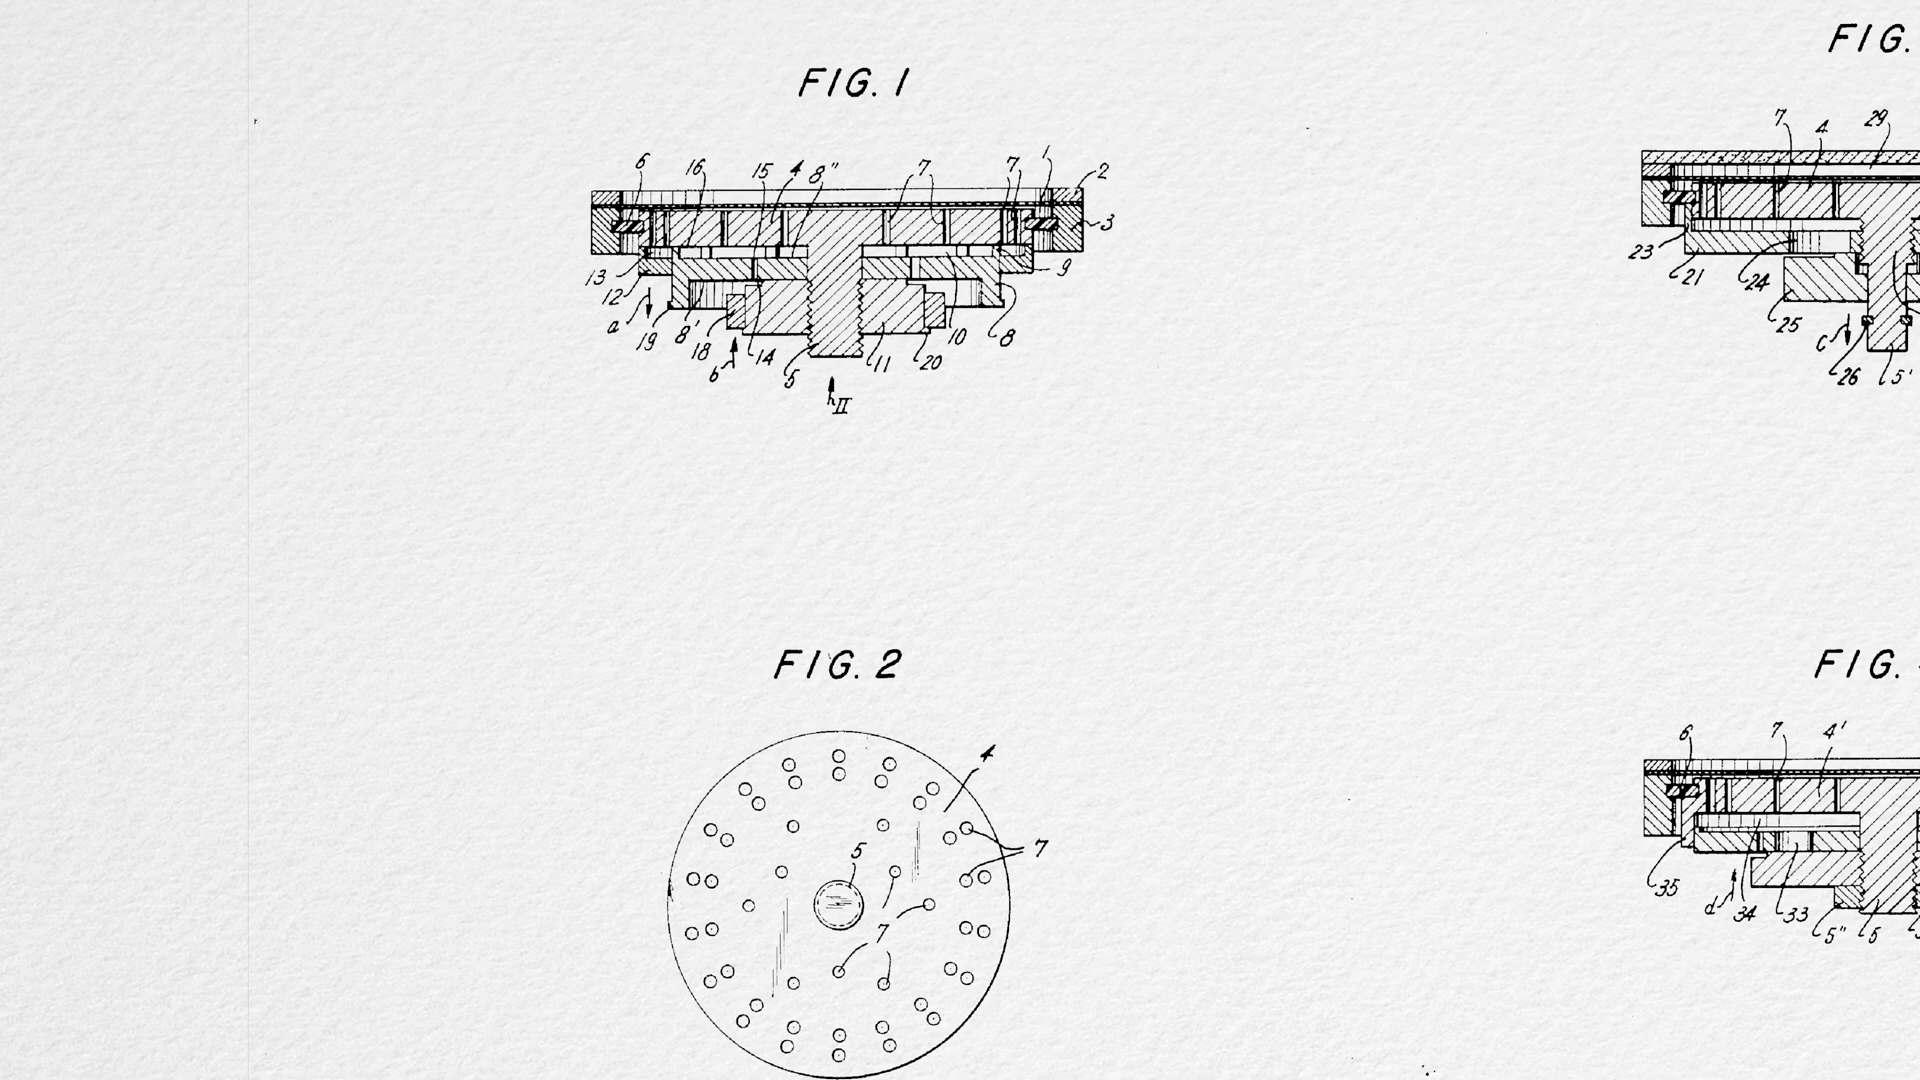 FIG. 1
6 16 15 4 8" 7 7 1 2
3
13 12 9
a 19 8' 18 14 5 11 20 10 8
b
II
FIG.
7 4 29
23 21 24
25 c
26 5'
FIG. 2
4
5 7
7
FIG.
6 7 4'
35 d 34 33
5" 5